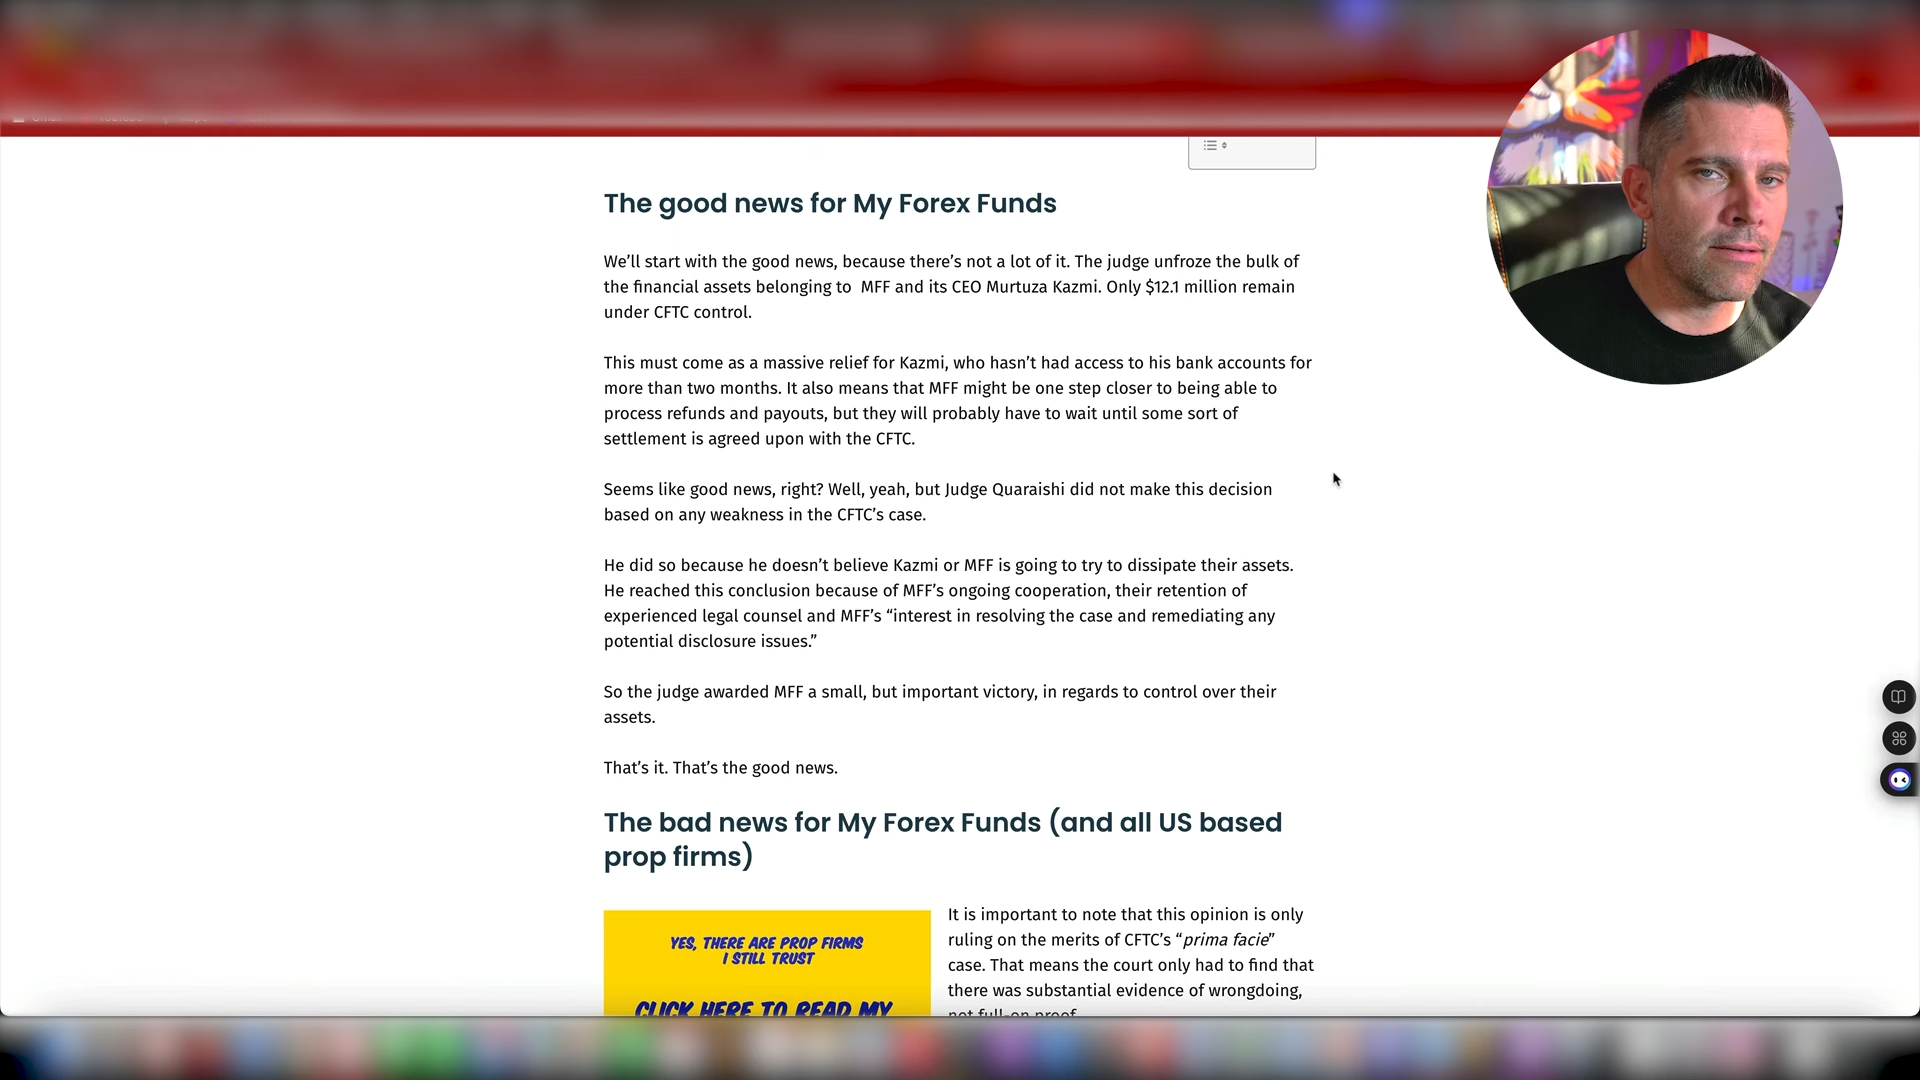 The good news for My Forex Funds
We’ll start with the good news, because there’s not a lot of it. The judge unfroze the bulk of
the financial assets belonging to  MFF and its CEO Murtuza Kazmi. Only $12.1 million remain
under CFTC control.
This must come as a massive relief for Kazmi, who hasn’t had access to his bank accounts for
more than two months. It also means that MFF might be one step closer to being able to
process refunds and payouts, but they will probably have to wait until some sort of
settlement is agreed upon with the CFTC.
Seems like good news, right? Well, yeah, but Judge Quaraishi did not make this decision
based on any weakness in the CFTC’s case.
He did so because he doesn’t believe Kazmi or MFF is going to try to dissipate their assets.
He reached this conclusion because of MFF’s ongoing cooperation, their retention of
experienced legal counsel and MFF’s “interest in resolving the case and remediating any
potential disclosure issues.”
So the judge awarded MFF a small, but important victory, in regards to control over their
assets.
That’s it. That’s the good news.
The bad news for My Forex Funds (and all US based
prop firms)
YES, THERE ARE PROP FIRMS
I STILL TRUST
CLICK HERE TO READ MY
It is important to note that this opinion is only
ruling on the merits of CFTC’s “prima facie”
case. That means the court only had to find that
there was substantial evidence of wrongdoing,
not full-on proof.